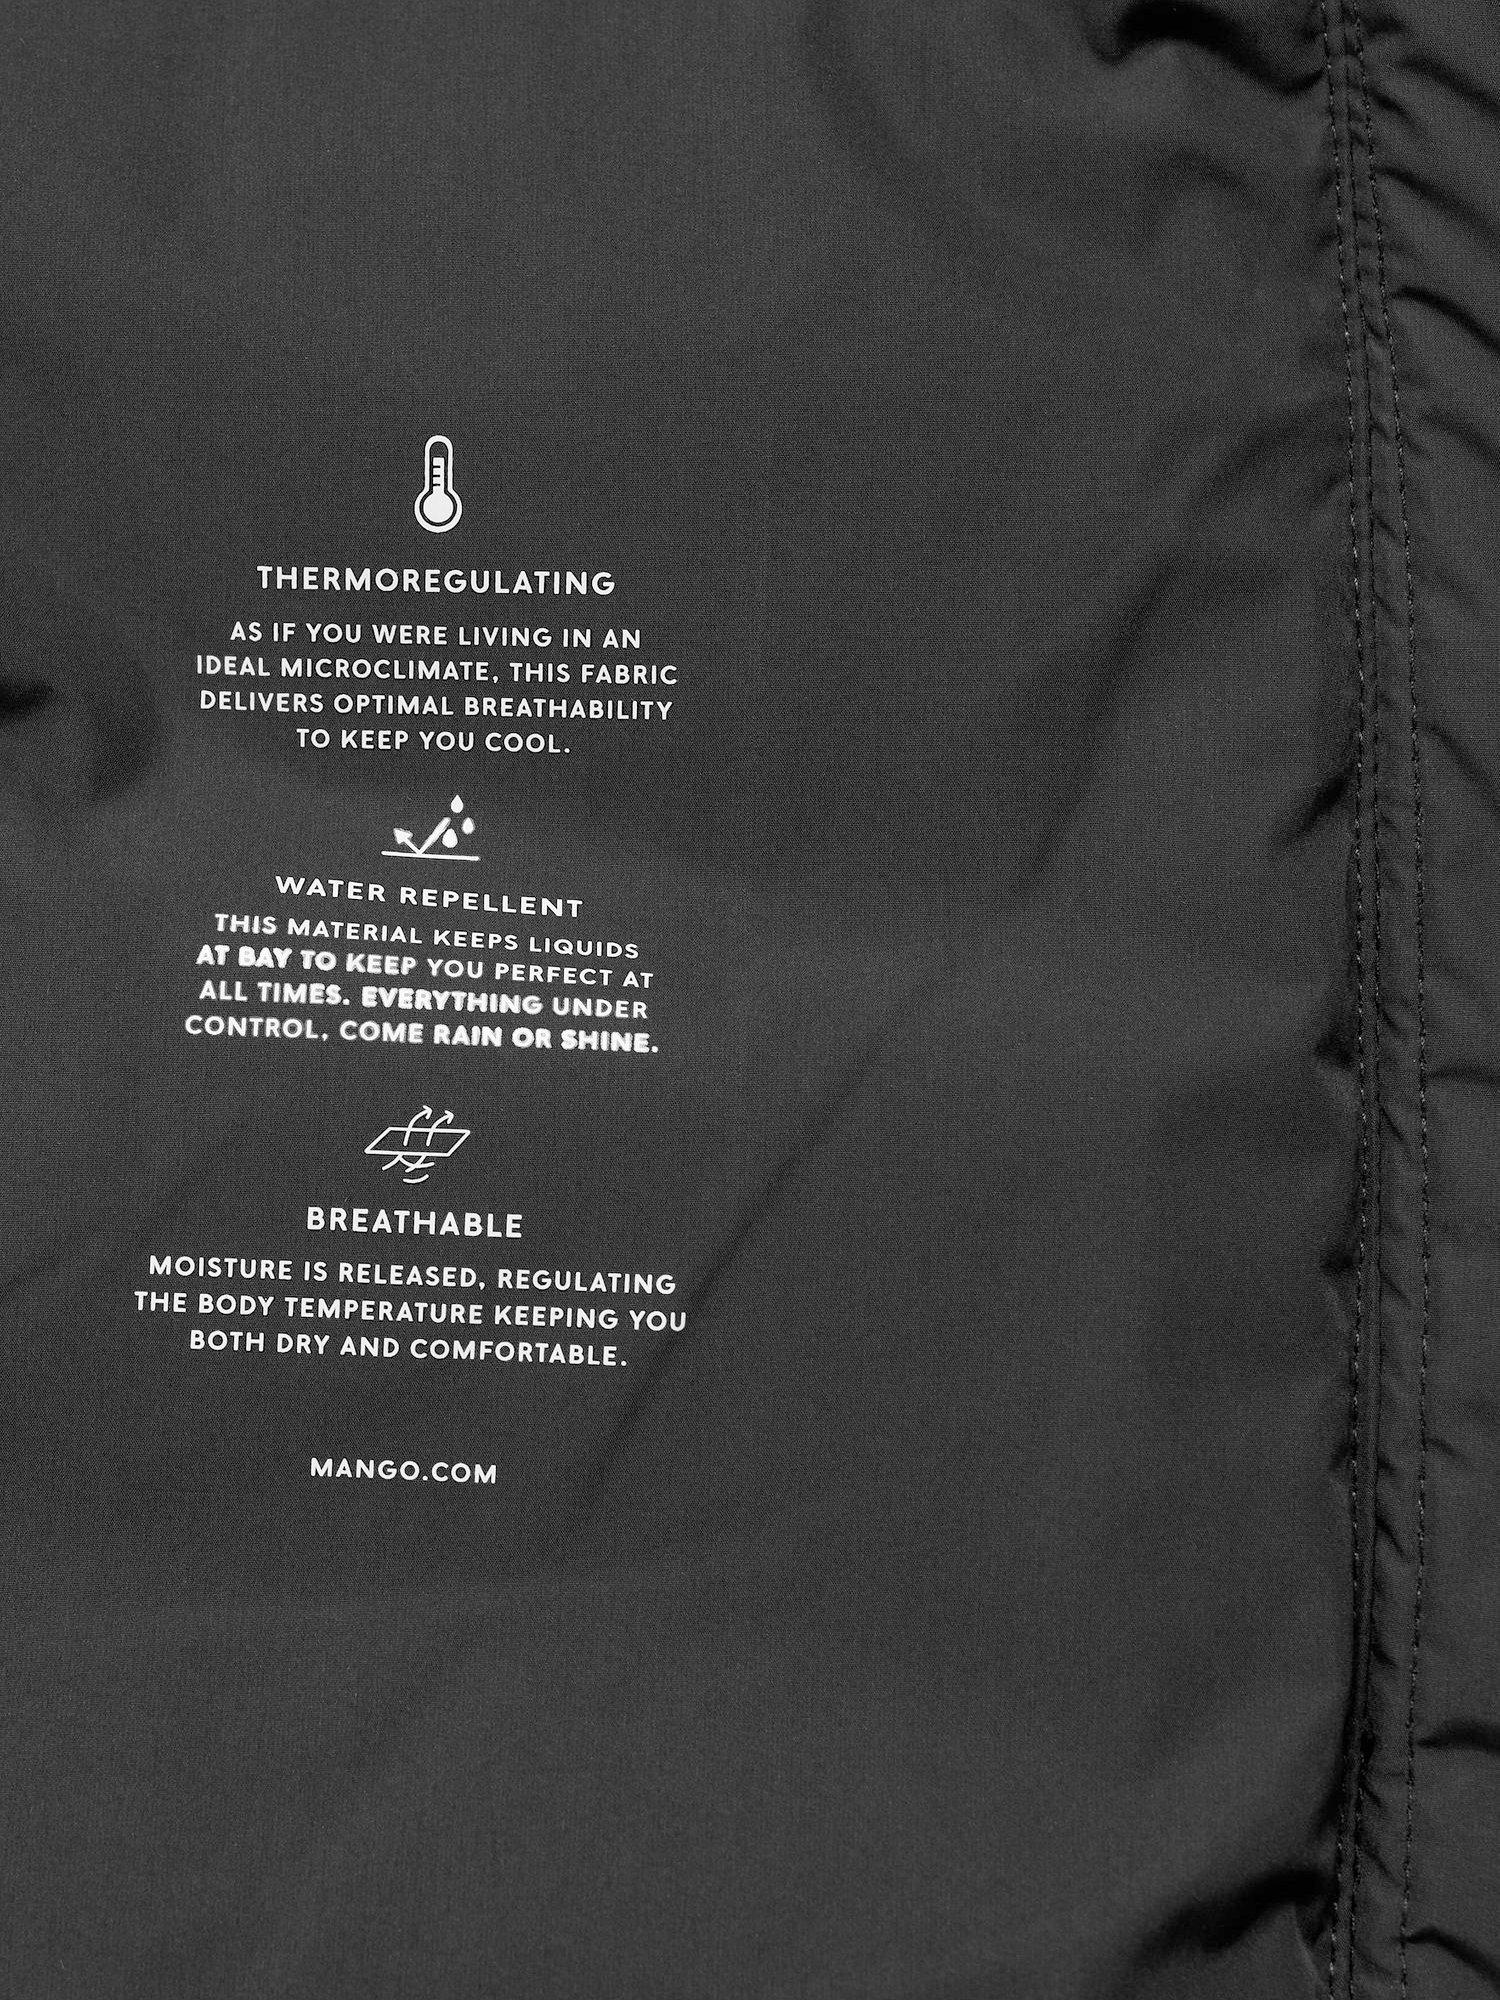 THERMOREGULATING
AS IF YOU WERE LIVING IN AN
IDEAL MICROCLIMATE, THIS FABRIC
DELIVERS OPTIMAL BREATHABILITY
TO KEEP YOU COOL.
WATER REPELLENT
THIS MATERIAL KEEPS LIQUIDS
AT BAY TO KEEP YOU PERFECT AT
ALL TIMES. EVERYTHING UNDER
CONTROL, COME RAIN OR SHINE.
BREATHABLE
MOISTURE IS RELEASED, REGULATING
THE BODY TEMPERATURE KEEPING YOU
BOTH DRY AND COMFORTABLE.
MANGO.COM